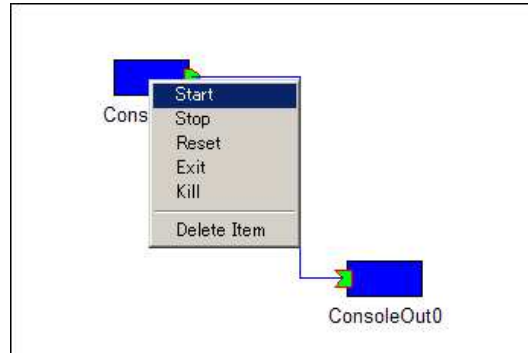 Cons
Start
Stop
Reset
Exit
Kill
Delete Item
ConsoleOut0